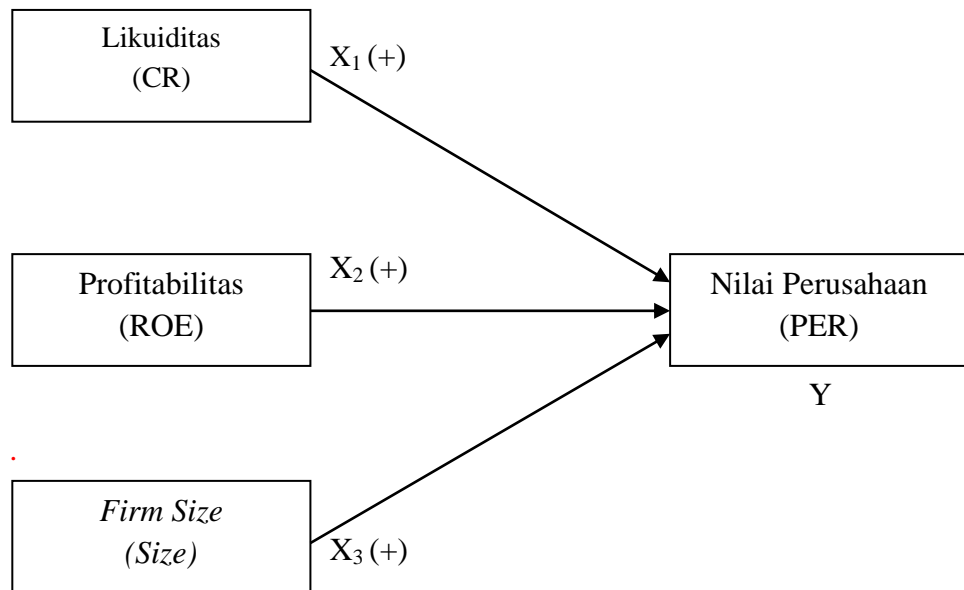 Likuiditas
(CR)
X₁ (+)
Profitabilitas
(ROE)
X₂ (+)
Nilai Perusahaan
(PER)
Y
Firm Size
(Size)
X₃ (+)